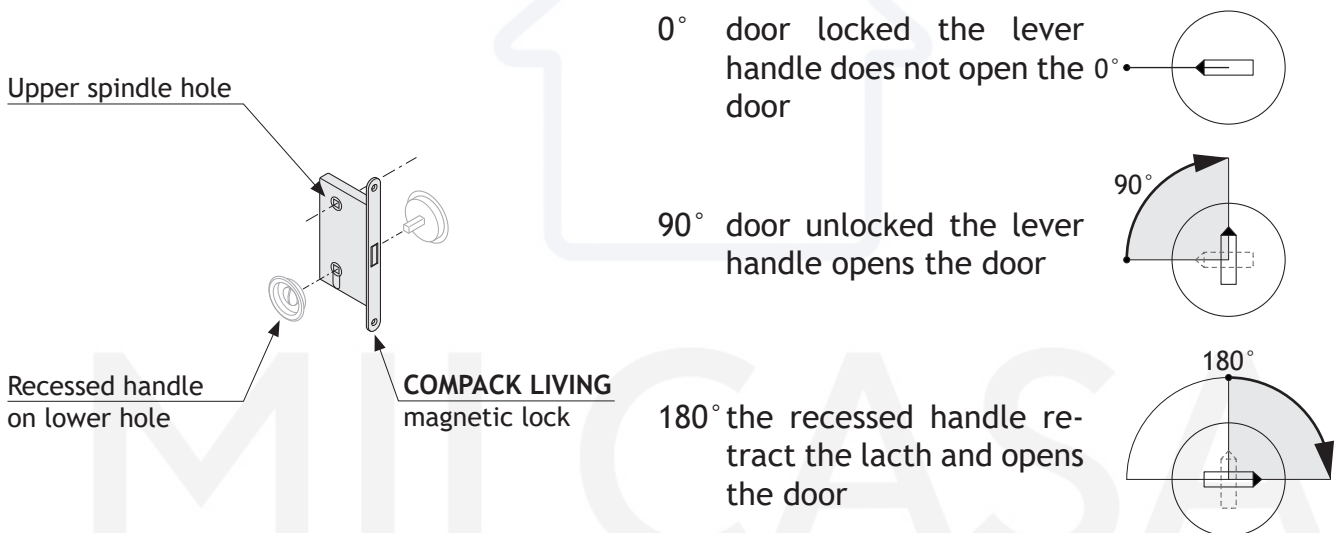 Upper spindle hole
Recessed handle
on lower hole
COMPACK LIVING
magnetic lock
0° door locked the lever
handle does not open the
door
0°
90° door unlocked the lever
handle opens the door
90°
180° the recessed handle re-
tract the lacth and opens
the door
180°
MII CASA